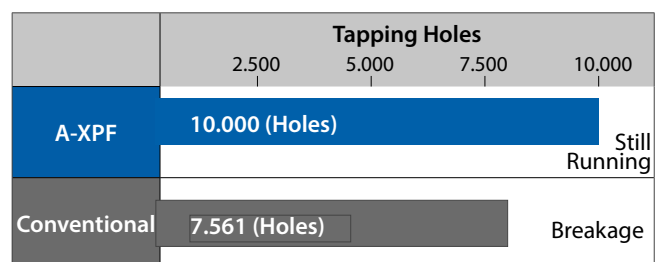 Tapping Holes
2.500 5.000 7.500 10.000
A-XPF
10.000 (Holes)
Still
Running
Conventional
7.561 (Holes)
Breakage